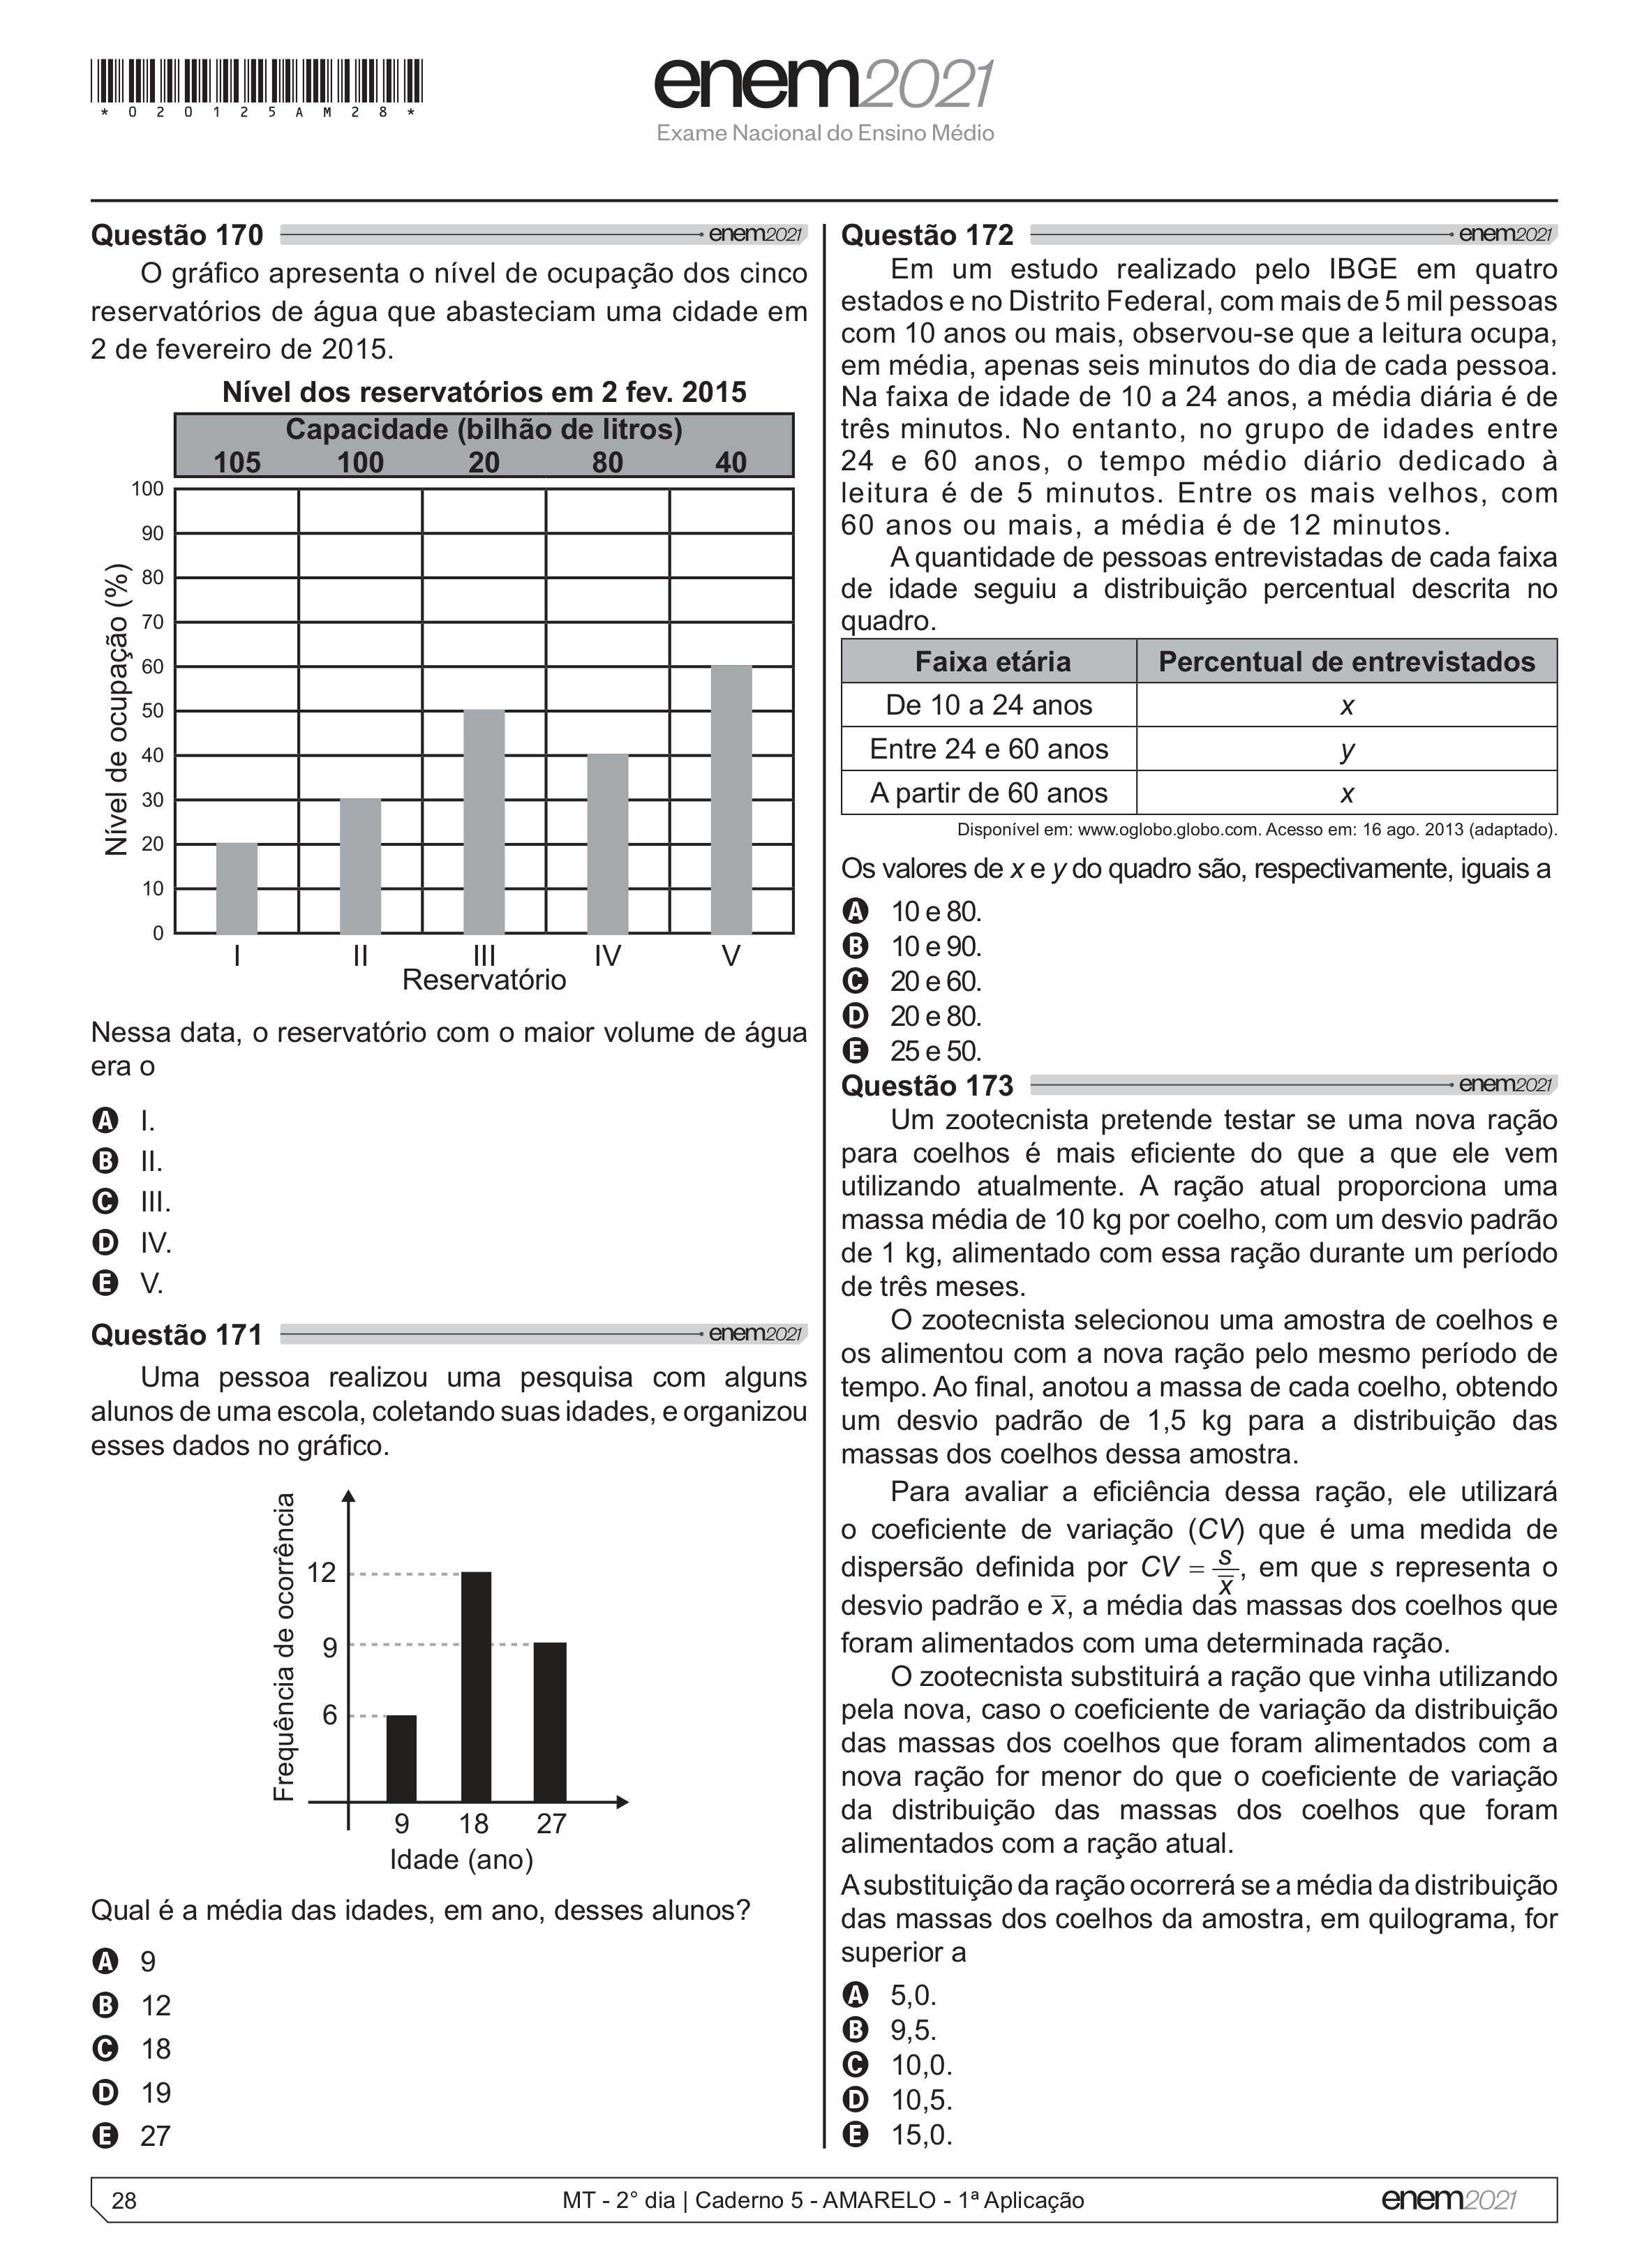 *020125AM28*
enem2021
Exame Nacional do Ensino Médio
Questão 170 enem2021
O gráfico apresenta o nível de ocupação dos cinco
reservatórios de água que abasteciam uma cidade em
2 de fevereiro de 2015.
Nível dos reservatórios em 2 fev. 2015
Capacidade (bilhão de litros)
105 100 20 80 40
Nível de ocupação (%)
100
90
80
70
60
50
40
30
20
10
0
I II III IV V
Reservatório
Nessa data, o reservatório com o maior volume de água
era o
A I.
B II.
C III.
D IV.
E V.
Questão 171 enem2021
Uma pessoa realizou uma pesquisa com alguns
alunos de uma escola, coletando suas idades, e organizou
esses dados no gráfico.
Frequência de ocorrência
12
9
6
9 18 27
Idade (ano)
Qual é a média das idades, em ano, desses alunos?
A 9
B 12
C 18
D 19
E 27
Questão 172 enem2021
Em um estudo realizado pelo IBGE em quatro
estados e no Distrito Federal, com mais de 5 mil pessoas
com 10 anos ou mais, observou-se que a leitura ocupa,
em média, apenas seis minutos do dia de cada pessoa.
Na faixa de idade de 10 a 24 anos, a média diária é de
três minutos. No entanto, no grupo de idades entre
24 e 60 anos, o tempo médio diário dedicado à
leitura é de 5 minutos. Entre os mais velhos, com
60 anos ou mais, a média é de 12 minutos.
A quantidade de pessoas entrevistadas de cada faixa
de idade seguiu a distribuição percentual descrita no
quadro.
Faixa etária Percentual de entrevistados
De 10 a 24 anos x
Entre 24 e 60 anos y
A partir de 60 anos x
Disponível em: www.oglobo.globo.com. Acesso em: 16 ago. 2013 (adaptado).
Os valores de x e y do quadro são, respectivamente, iguais a
A 10 e 80.
B 10 e 90.
C 20 e 60.
D 20 e 80.
E 25 e 50.
Questão 173 enem2021
Um zootecnista pretende testar se uma nova ração
para coelhos é mais eficiente do que a que ele vem
utilizando atualmente. A ração atual proporciona uma
massa média de 10 kg por coelho, com um desvio padrão
de 1 kg, alimentado com essa ração durante um período
de três meses.
O zootecnista selecionou uma amostra de coelhos e
os alimentou com a nova ração pelo mesmo período de
tempo. Ao final, anotou a massa de cada coelho, obtendo
um desvio padrão de 1,5 kg para a distribuição das
massas dos coelhos dessa amostra.
Para avaliar a eficiência dessa ração, ele utilizará
o coeficiente de variação (CV) que é uma medida de
dispersão definida por CV = s/x̅, em que s representa o
desvio padrão e x̅, a média das massas dos coelhos que
foram alimentados com uma determinada ração.
O zootecnista substituirá a ração que vinha utilizando
pela nova, caso o coeficiente de variação da distribuição
das massas dos coelhos que foram alimentados com a
nova ração for menor do que o coeficiente de variação
da distribuição das massas dos coelhos que foram
alimentados com a ração atual.
A substituição da ração ocorrerá se a média da distribuição
das massas dos coelhos da amostra, em quilograma, for
superior a
A 5,0.
B 9,5.
C 10,0.
D 10,5.
E 15,0.
28 MT - 2° dia | Caderno 5 - AMARELO - 1ª Aplicação enem2021